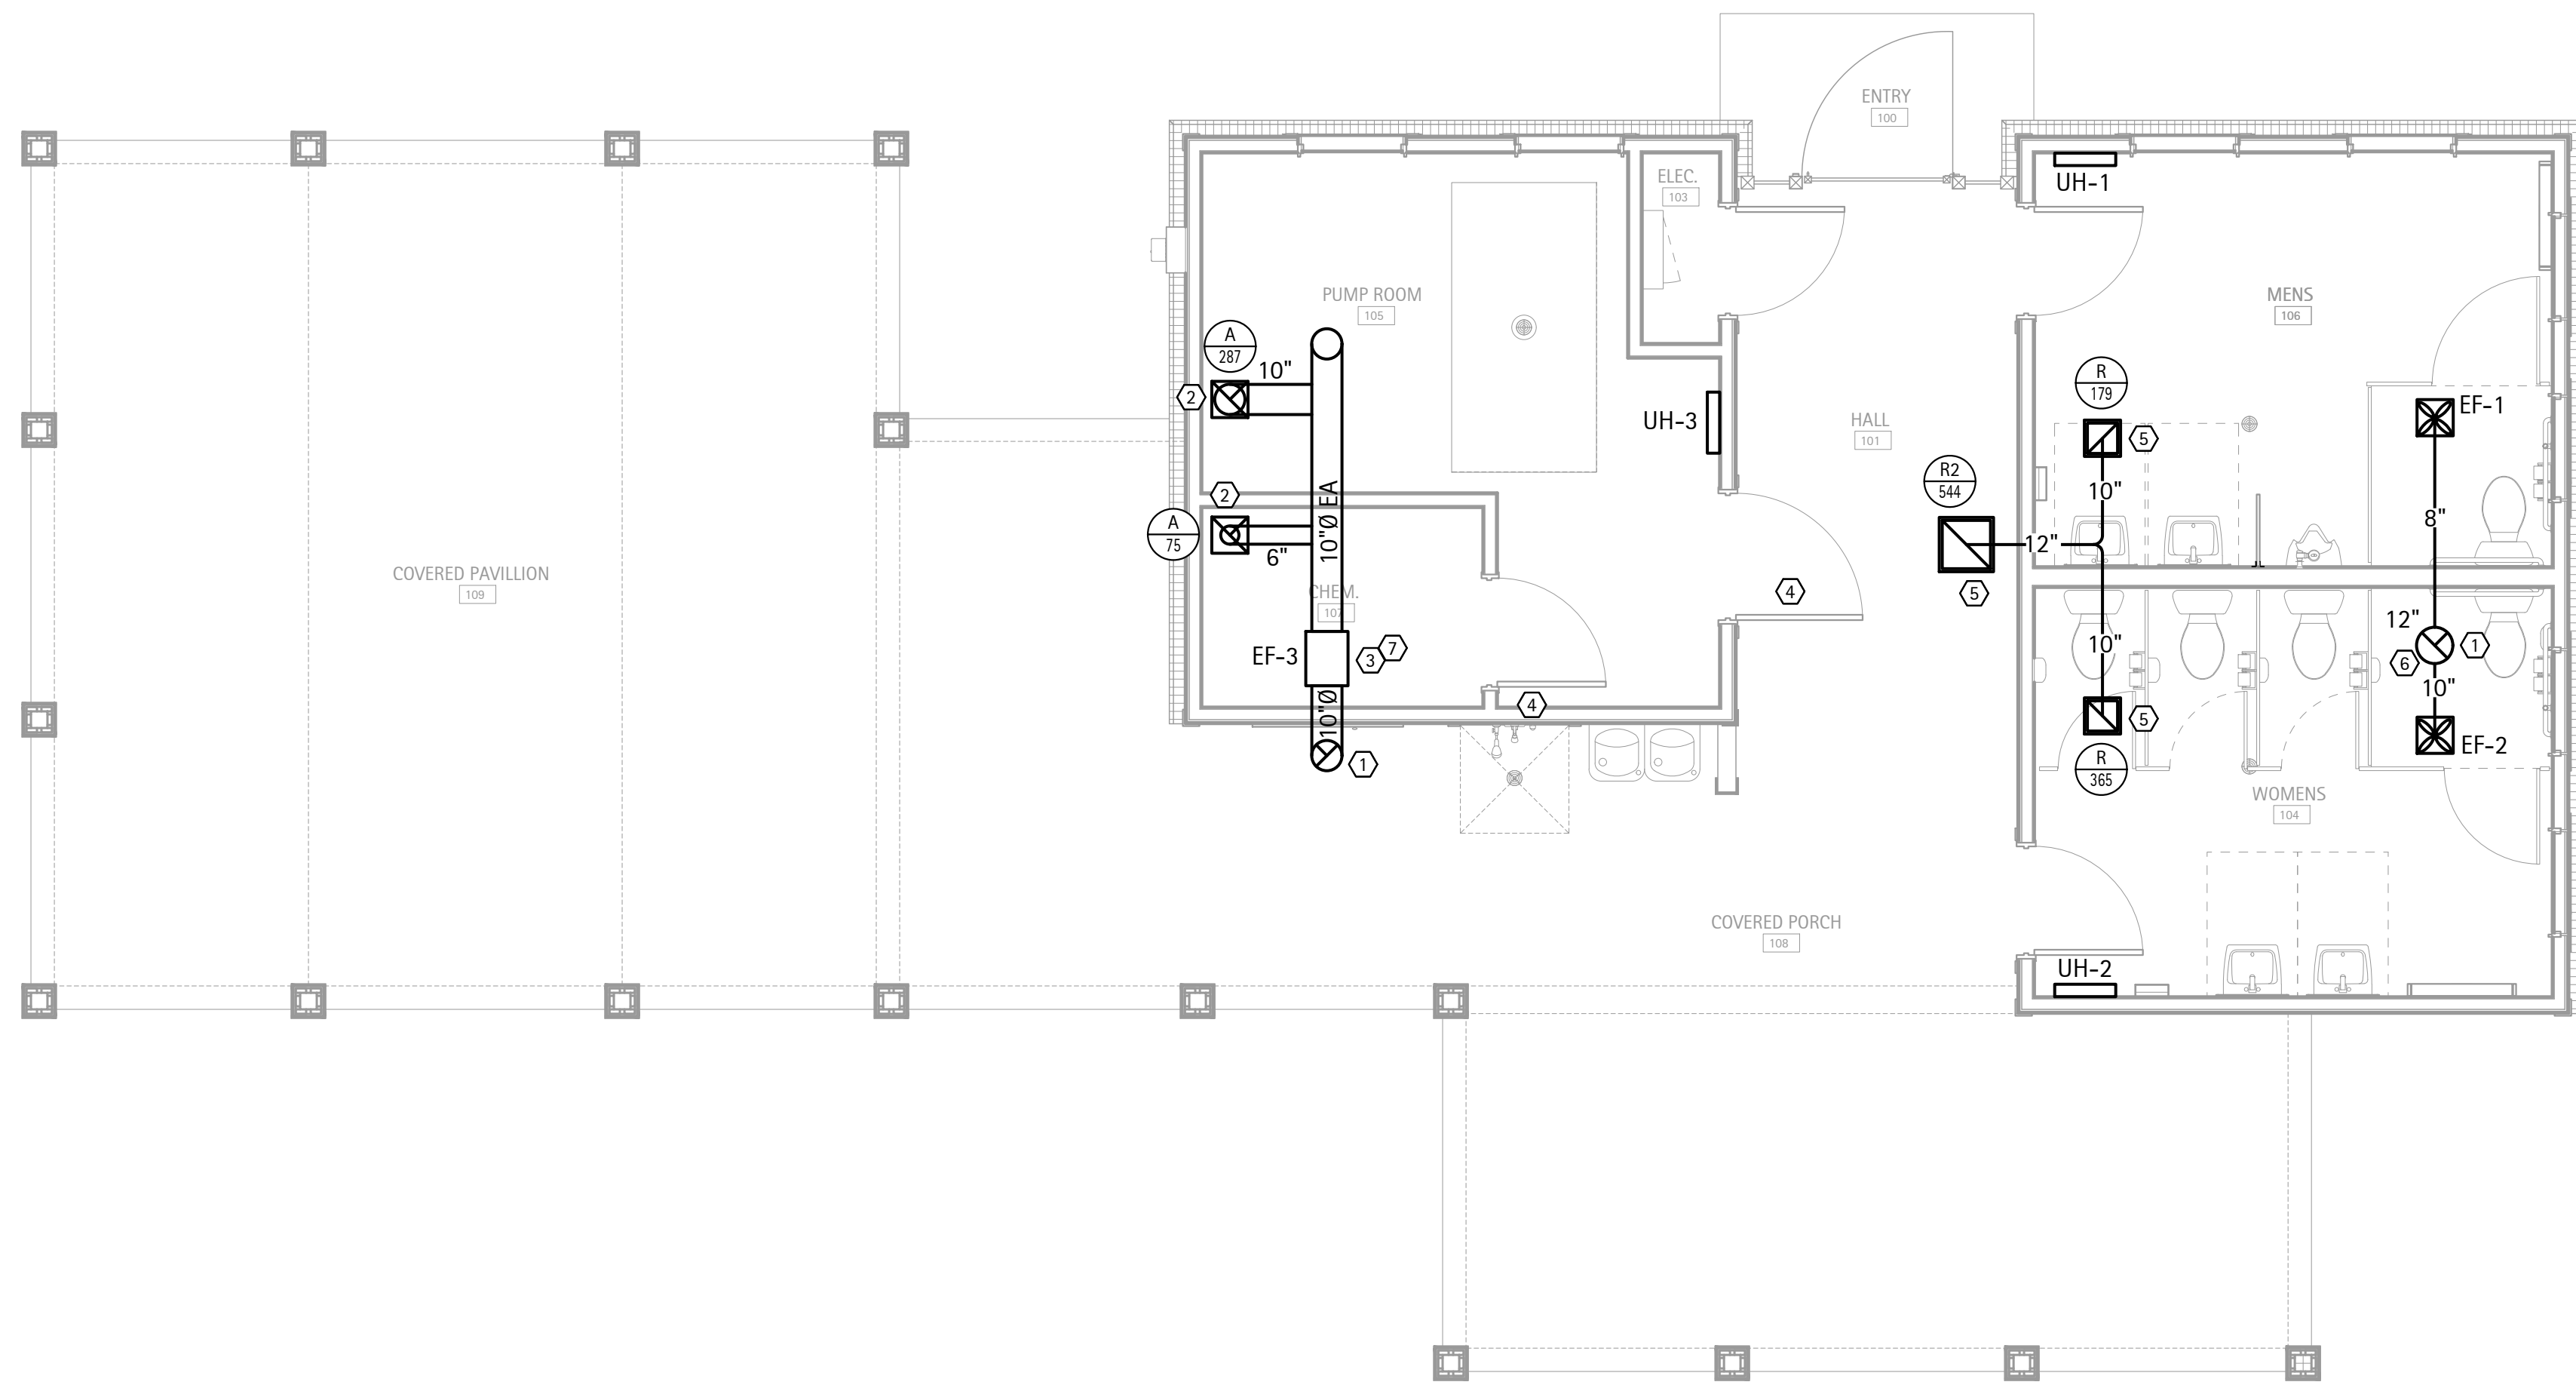 ENTRY
100
ELEC.
103
UH-1
PUMP ROOM
105
MENS
106
A
287
10"
2
R
179
EF-1
UH-3
HALL
101
5
R2
544
10"
2
A
75
6"
10"Ø EA
8"
12"
COVERED PAVILLION
109
CHEM.
107
4
5
12"
EF-3
3
7
10"
6
1
10"
4
10"Ø
5
EF-2
1
R
365
WOMENS
104
COVERED PORCH
108
UH-2